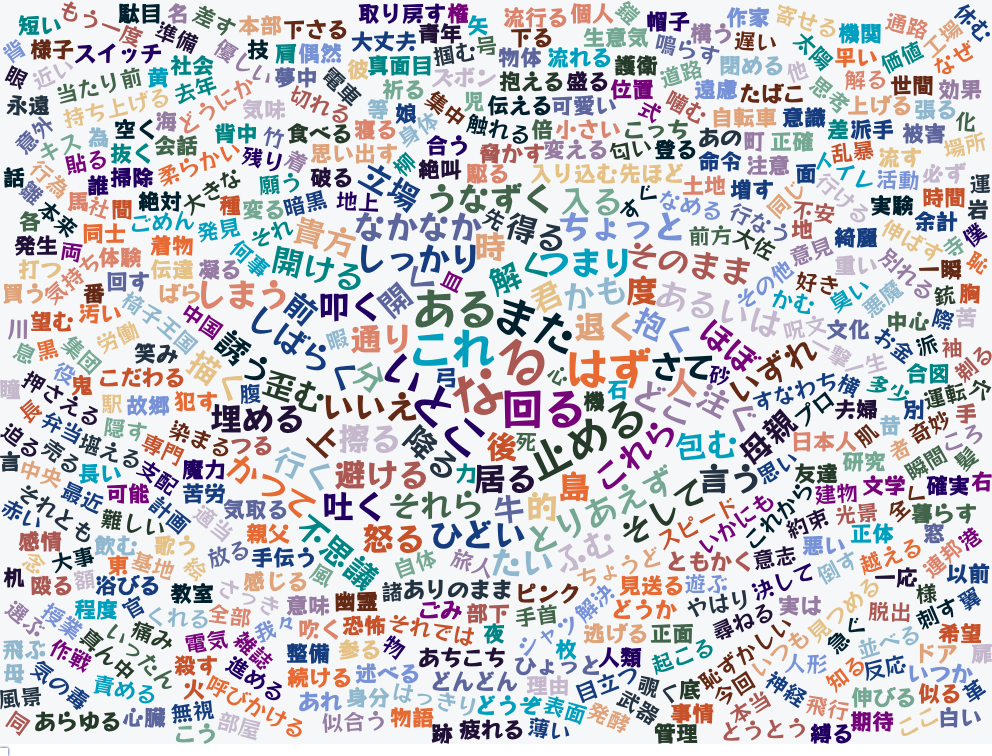 短い
もう一度
駄目
名
差す
本部
下さる
取り戻す
権
矢
流行る
個人
鐙
帽子
作家
寄せる
機関
通路
工場
休む
背
様子
スイッチ
準備
優しい
技
肩
偶然
大丈夫
青年
掴む
号
下る
物体
流れる
生意気
鳴らす
構う
遅い
太陽
早い
価値
なぜ
眼
近い
当たり前
黄
社会
去年
夢中
電車
彼
真面目
ズボン
抱える
盛る
護衛
位置
道路
閉める
他
解る
世間
効果
永遠
持ち上げる
海
どうにか
気味
切れる
祈る
等
娘
集中
児
伝える
可愛い
式
噛む
遠慮
たばこ
思考
上げる
張る
意外
キス
為
空く
会話
背中
竹
食べる
寝る
身体
触れる
倍
小さい
こっち
自転車
意識
差
派手
被害
化
場所
貼る
抜く
柔らかい
残り
着
思い出す
合う
脅かす
変える
匂い
登る
あの
町
正確
乱暴
流す
話
離
行為
誰
掃除
願う
破る
立場
絶叫
駆る
入り込む
先ほど
命令
注意
面
トイレ
活動
必ず
運
馬
社
間
絶対
大きな
種
変る
暗黒
地上
うなずく
入る
すぐ
土地
増す
回じ
行ける
実験
時間
岩
各
本来
同士
ごめん
発見
それ
貴方
なかなか
先
得る
ちょっと
なめる
行なう
不安
余計
僕
発生
両
体験
着物
何事
開ける
しっかり
時
解く
つまり
そのまま
前方
大佐
地
意見
綺麗
伸ばす
寺
恥
打つ
気持ち
回す
伝達
凝る
皿
君
かも
度
あるいは
その他
好き
重い
別れる
一瞬
買う
番
ばら
しまう
前
叩く
開く
ある
また
退く
抱く
ほぼ
かむ
臭い
悪魔
銃
胸
川
望む
汚い
椅子
王国
中国
しばらく
暇
通り
これ
る
はず
さて
砂
いずれ
呪文
文化
中心
際
苦
息
黒
集団
労働
笑み
誘う
描く
分
い
弓
心
なる
石
人
注ぐ
一撃
一生
お金
派
袖
剃る
瞳
役
鬼
こだわる
腹
歪む
いいえ
とく
回る
機
どこ
すなわち
横
多少
合図
運転
押さえる
駅
故郷
犯す
埋める
上
擦る
降る
後
死
止める
これら
包む
母親
プロ
夫婦
別
奇妙
手
迫る
弁当
堪える
隠す
専門
染まる
つる
行く
避ける
力
居る
島
言う
思い
日本人
肌
昔
者
瞬間
ころ
髪
言
中央
売る
長い
支配
魔力
かつて
吐く
それら
牛
的
とりあえず
そして
友達
研究
建物
文学
全く
確実
右
赤い
それとも
最近
可能
計画
苦労
気取る
不思議
怒る
ひどい
スピード
いかにも
これから
約束
光景
暮らす
感情
難しい
適当
親父
たい
ふむ
ちょうど
ともかく
意志
悪い
正体
窓
連邦
港
念
大事
飲む
歌う
放る
手伝う
自体
旅人
倒す
越える
机
殴る
額
東
基地
浴びる
教室
感じる
風
諸
ありのまま
ピンク
解決
見送る
遊ぶ
決して
一応
以前
選ぶ
授業
程度
官
くれる
さっき
全部
我々
意味
幽霊
ごみ
部下
手首
シャツ
どうか
やはり
実は
見つめる
脱出
様
刺す
翼
飛ぶ
作戦
真ん中
いったん
痛み
電気
雑誌
吹く
恐怖
それでは
夜
枚
逃げる
正面
尋ねる
いつも
急ぐ
並べる
希望
母
気の毒
責める
殺す
進める
整備
参る
物
あちこち
ひょっと
人類
起こる
恥ずかしい
人形
知る
反応
ドア
扉
風景
火
呼びかける
続ける
述べる
どんどん
理由
目立つ
覗く
底
今回
神経
飛行
伸びる
いつか
似る
革
同
あらゆる
心臓
無視
部屋
こう
あれ
身分
似合う
はっきり
物語
どうぞ
表面
発酵
武器
事情
本当
とうとう
縛る
期待
ここ
白い
跡
疲れる
薄い
管理